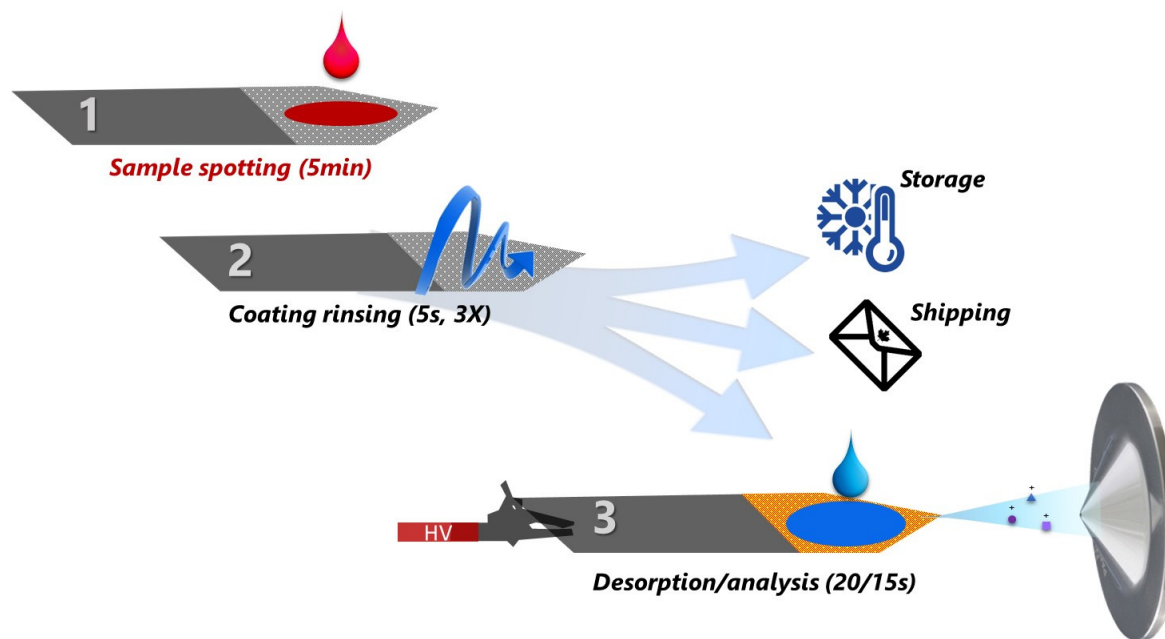 1
Sample spotting (5min)
Storage
2
Coating rinsing (5s, 3X)
Shipping
HV
3
+
+
+
Desorption/analysis (20/15s)